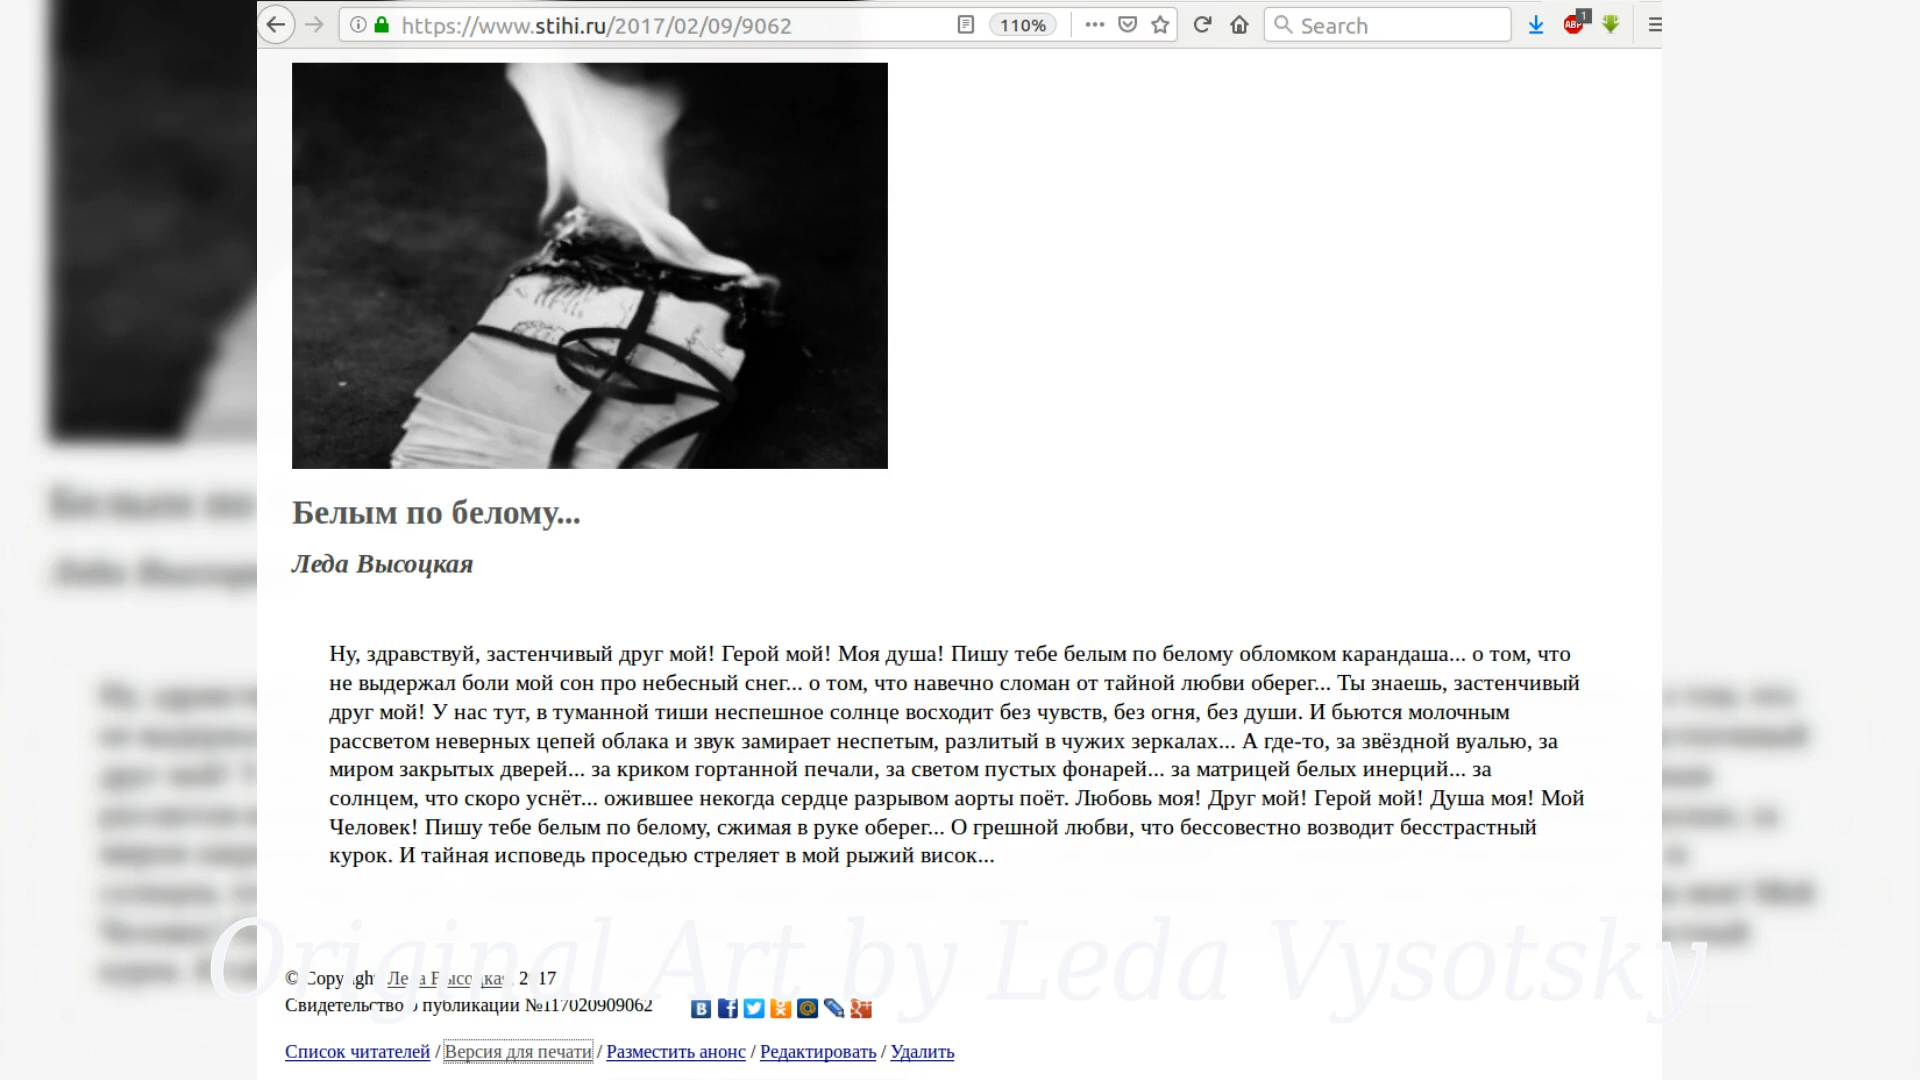 https://www.stihi.ru/2017/02/09/9062
110%
Search
ABP
1
Белым по белому...
Леда Высоцкая
Ну, здравствуй, застенчивый друг мой! Герой мой! Моя душа! Пишу тебе белым по белому обломком карандаша... о том, что
не выдержал боли мой сон про небесный снег... о том, что навечно сломан от тайной любви оберег... Ты знаешь, застенчивый
друг мой! У нас тут, в туманной тиши неспешное солнце восходит без чувств, без огня, без души. И бьются молочным
рассветом неверных цепей облака и звук замирает неспетым, разлитый в чужих зеркалах... А где-то, за звёздной вуалью, за
миром закрытых дверей... за криком гортанной печали, за светом пустых фонарей... за матрицей белых инерций... за
солнцем, что скоро уснёт... ожившее некогда сердце разрывом аорты поёт. Любовь моя! Друг мой! Герой мой! Душа моя! Мой
Человек! Пишу тебе белым по белому, сжимая в руке оберег... О грешной любви, что бессовестно возводит бесстрастный
курок. И тайная исповедь проседью стреляет в мой рыжий висок...
Original Art by Leda Vysotsky
© Copyright: Леда Высоцкая, 2017
Свидетельство о публикации №117020909062
Список читателей / Версия для печати / Разместить анонс / Редактировать / Удалить